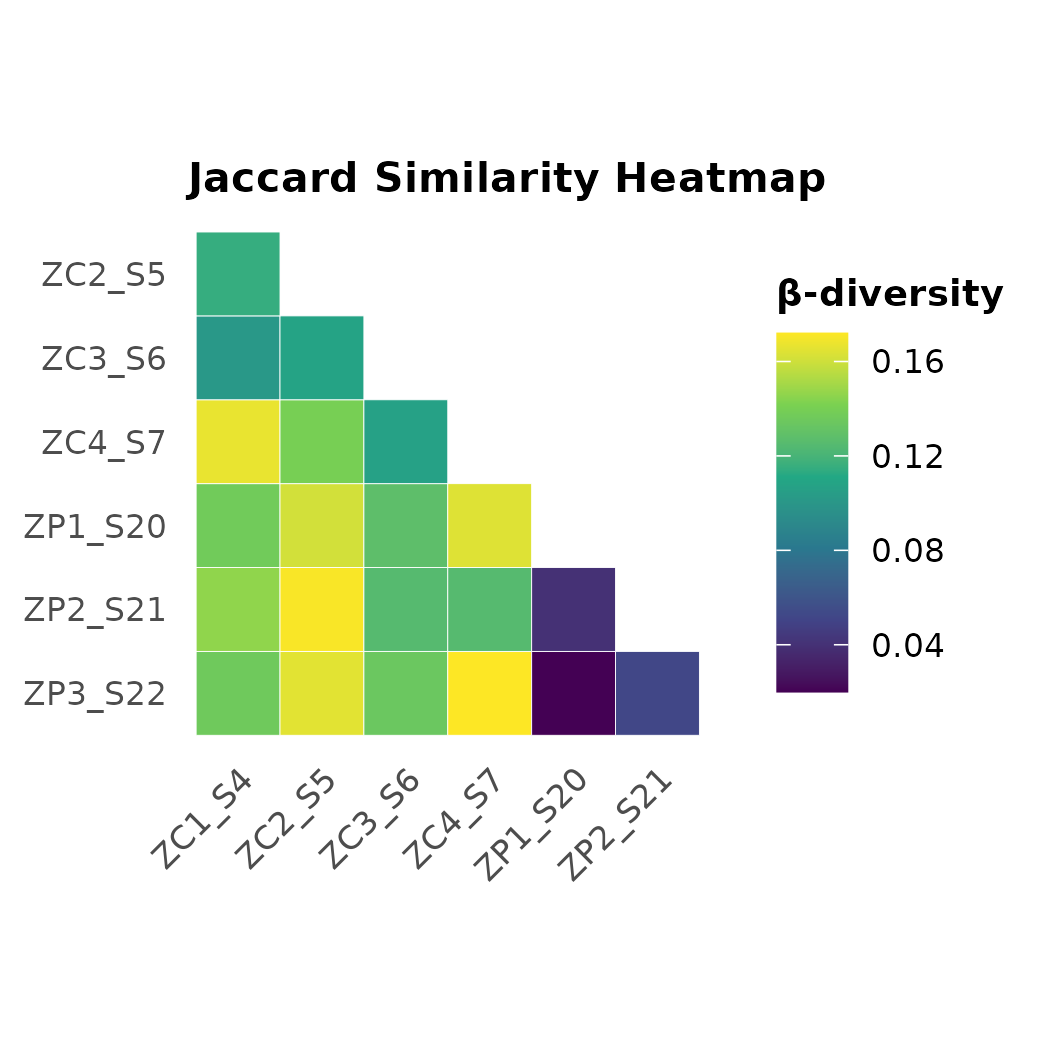 Jaccard Similarity Heatmap
ZC2_S5
ZC3_S6
ZC4_S7
ZP1_S20
ZP2_S21
ZP3_S22
ZC1_S4
ZC2_S5
ZC3_S6
ZC4_S7
ZP1_S20
ZP2_S21
β-diversity
0.16
0.12
0.08
0.04